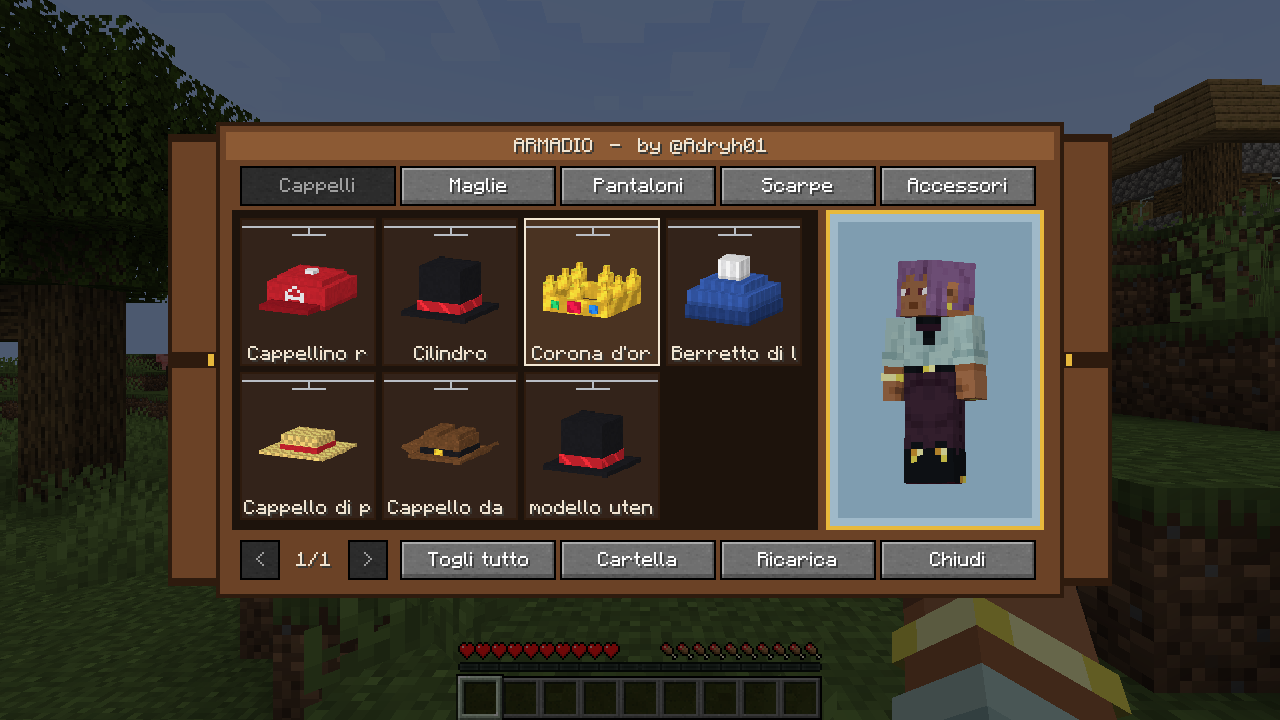 ARMADIO - by @Adryh01
Cappelli
Maglie
Pantaloni
Scarpe
Accessori
Cappellino r
Cilindro
Corona d'or
Berretto di l
Cappello di p
Cappello da
modello uten
<
1/1
>
Togli tutto
Cartella
Ricarica
Chiudi